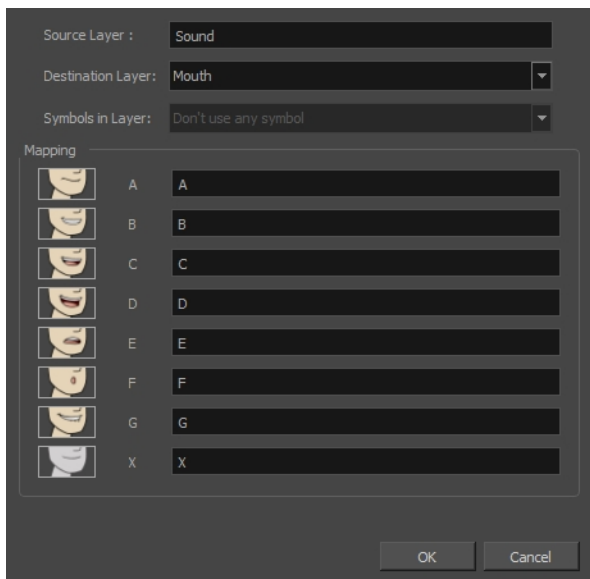 Source Layer : Sound
Destination Layer: Mouth
Symbols in Layer: Don't use any symbol
Mapping
A A
B B
C C
D D
E E
F F
G G
X X
OK Cancel